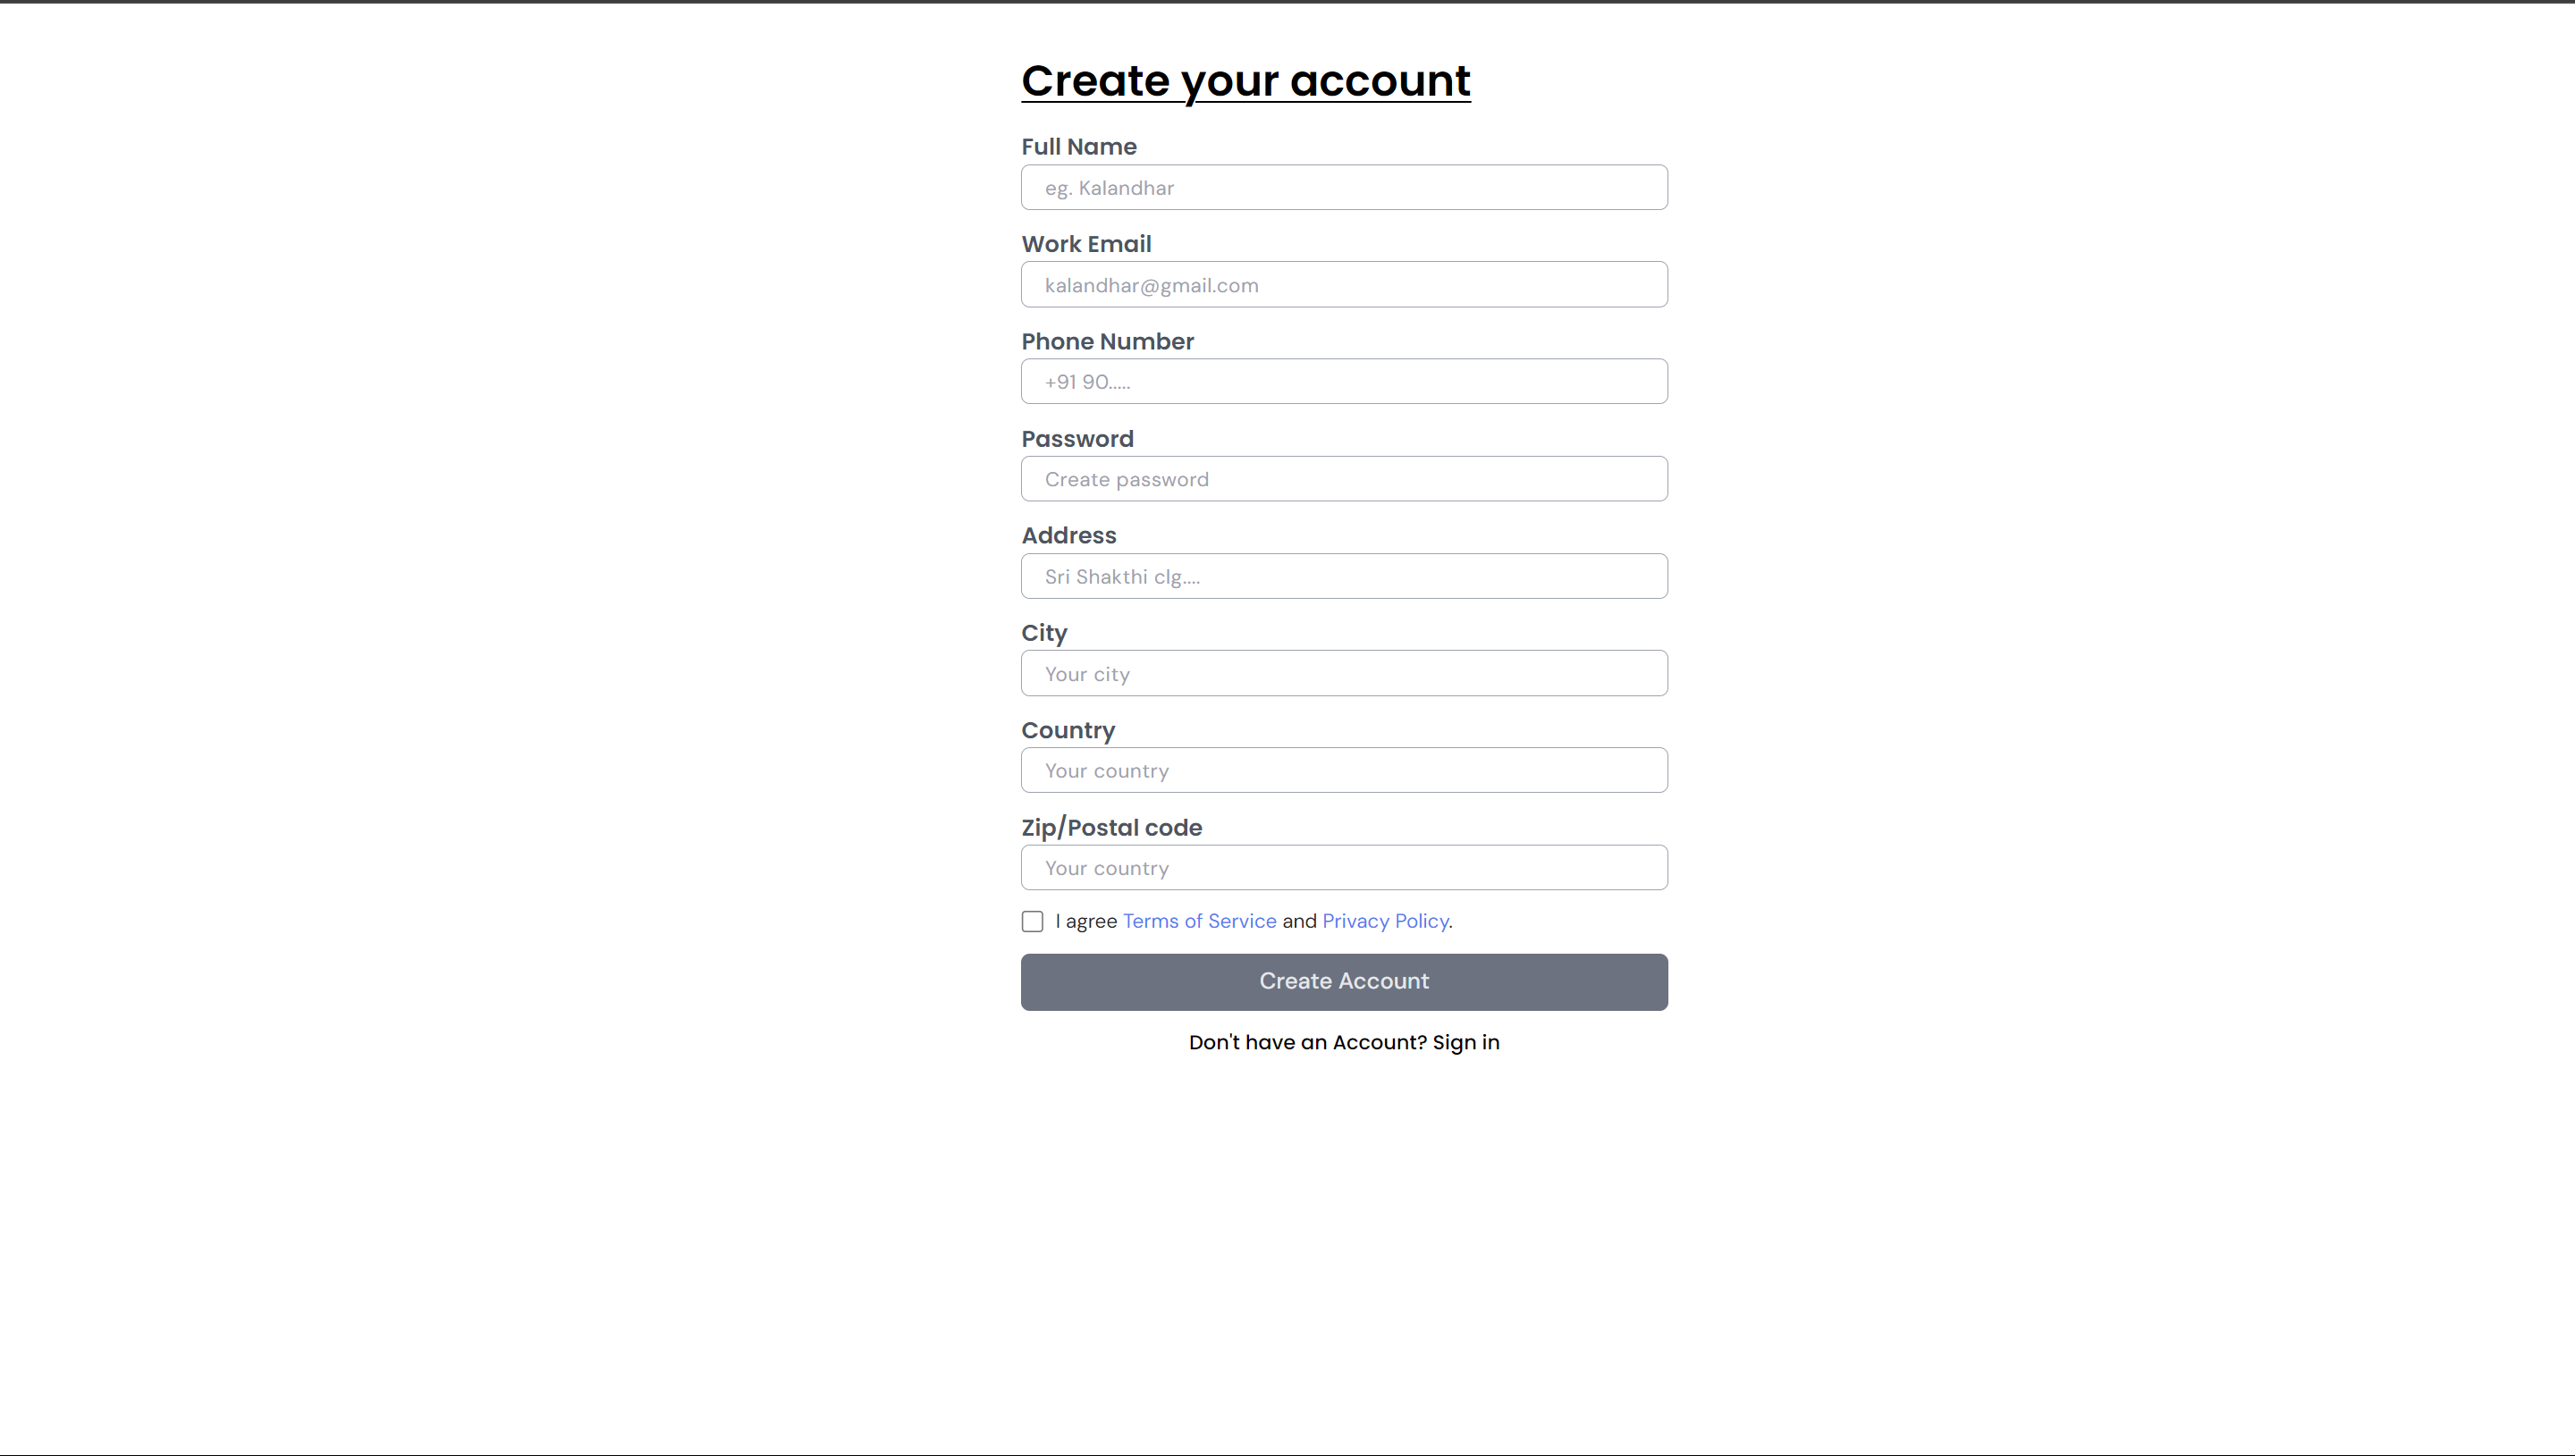 Create your account
Full Name
eg. Kalandhar
Work Email
kalandhar@gmail.com
Phone Number
+91 90.....
Password
Create password
Address
Sri Shakthi clg....
City
Your city
Country
Your country
Zip/Postal code
Your country
I agree Terms of Service and Privacy Policy.
Create Account
Don't have an Account? Sign in